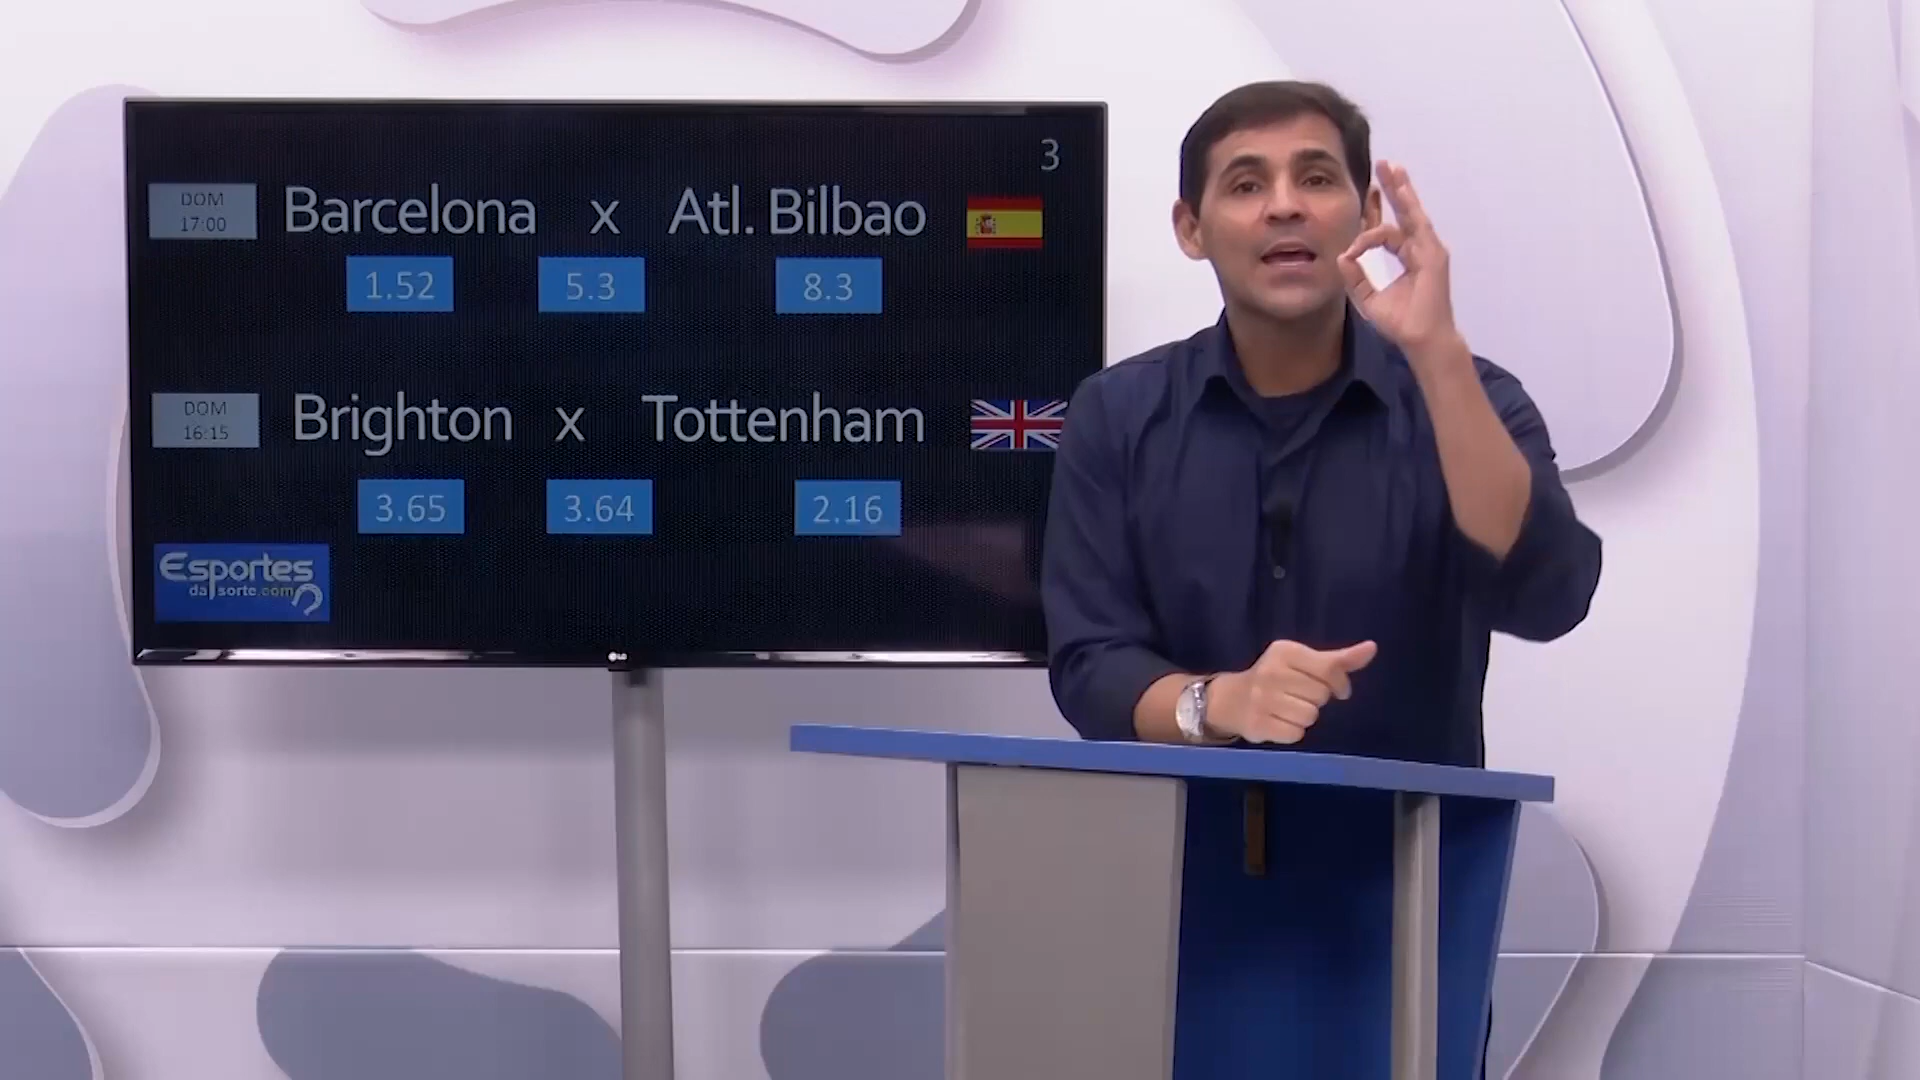 3
DOM
17:00
Barcelona x Atl. Bilbao
1.52 5.3 8.3
DOM
16:15
Brighton x Tottenham
3.65 3.64 2.16
Esportes
da sorte.com
LG